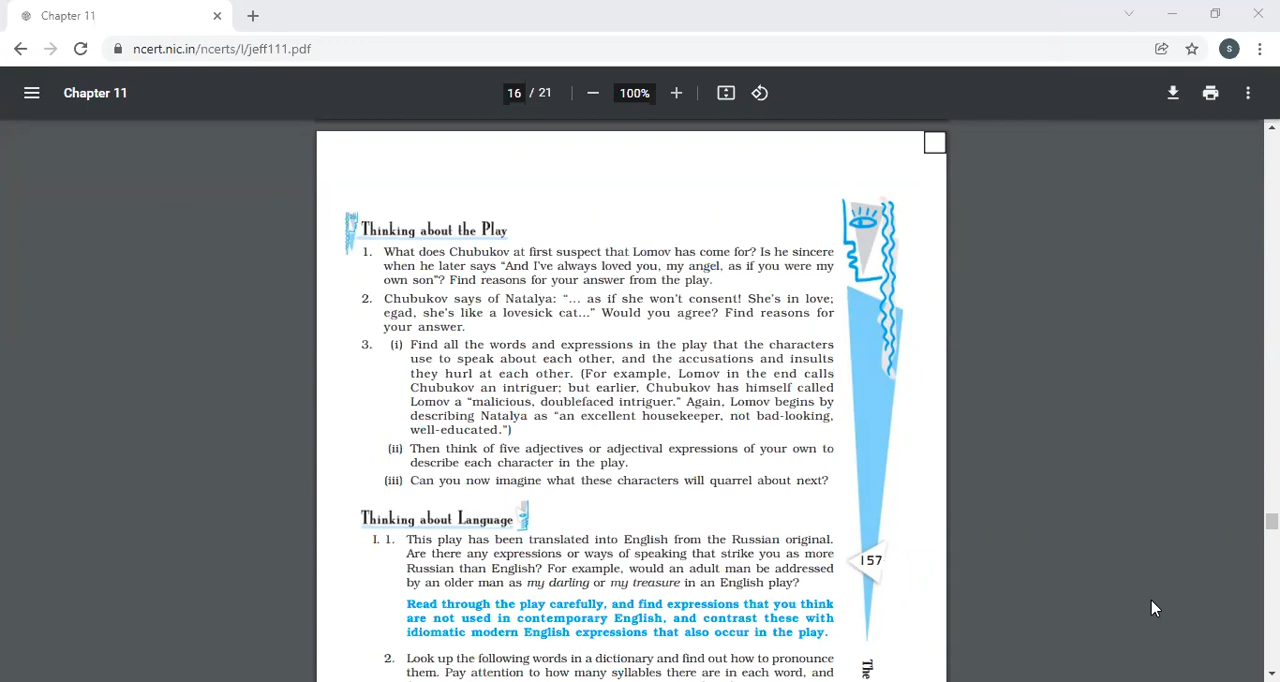 Chapter 11
ncert.nic.in/ncerts/l/jeff111.pdf
S
Chapter 11
16 / 21
100%
Thinking about the Play
1. What does Chubukov at first suspect that Lomov has come for? Is he sincere
when he later says "And I've always loved you, my angel, as if you were my
own son"? Find reasons for your answer from the play.
2. Chubukov says of Natalya: "... as if she won't consent! She's in love;
egad, she's like a lovesick cat..." Would you agree? Find reasons for
your answer.
3. (i) Find all the words and expressions in the play that the characters
use to speak about each other, and the accusations and insults
they hurl at each other. (For example, Lomov in the end calls
Chubukov an intriguer; but earlier, Chubukov has himself called
Lomov a "malicious, doublefaced intriguer." Again, Lomov begins by
describing Natalya as "an excellent housekeeper, not bad-looking,
well-educated.")
(ii) Then think of five adjectives or adjectival expressions of your own to
describe each character in the play.
(iii) Can you now imagine what these characters will quarrel about next?
Thinking about Language
I. 1. This play has been translated into English from the Russian original.
Are there any expressions or ways of speaking that strike you as more
Russian than English? For example, would an adult man be addressed
by an older man as my darling or my treasure in an English play?
157
Read through the play carefully, and find expressions that you think
are not used in contemporary English, and contrast these with
idiomatic modern English expressions that also occur in the play.
2. Look up the following words in a dictionary and find out how to pronounce
them. Pay attention to how many syllables there are in each word, and
The